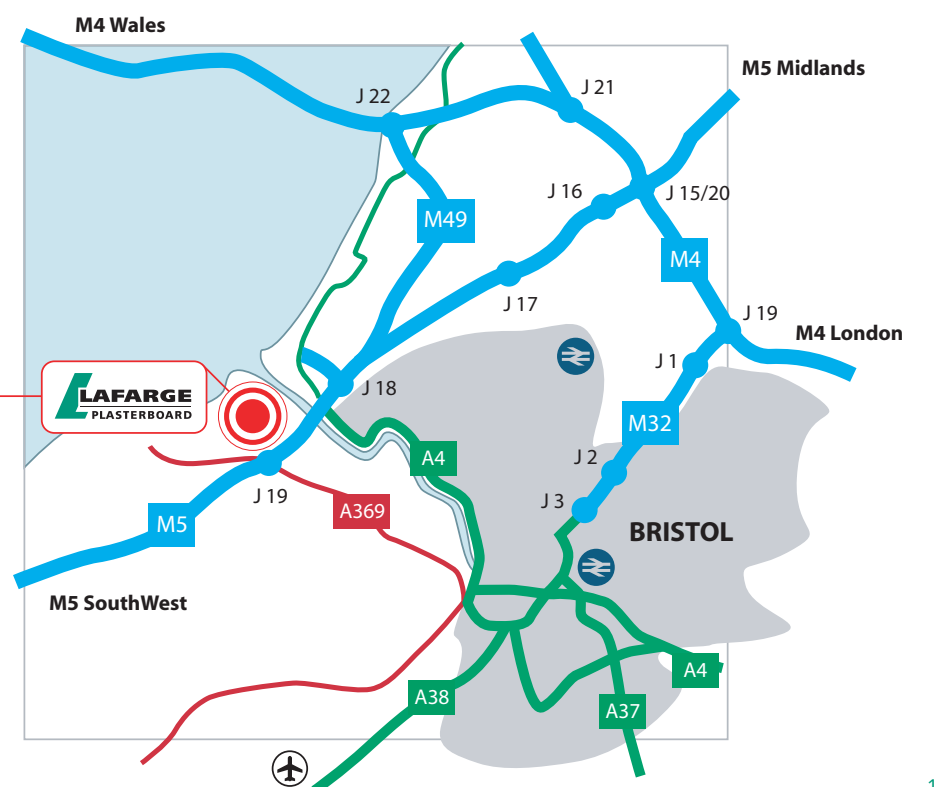 M4 Wales
M5 Midlands
J 22
J 21
J 16
J 15/20
M49
M4
J 17
J 19
M4 London
J 1
J 18
LAFARGE
PLASTERBOARD
M32
A4
J 2
J 19
A369
J 3
M5
BRISTOL
M5 SouthWest
A4
A38
A37
1